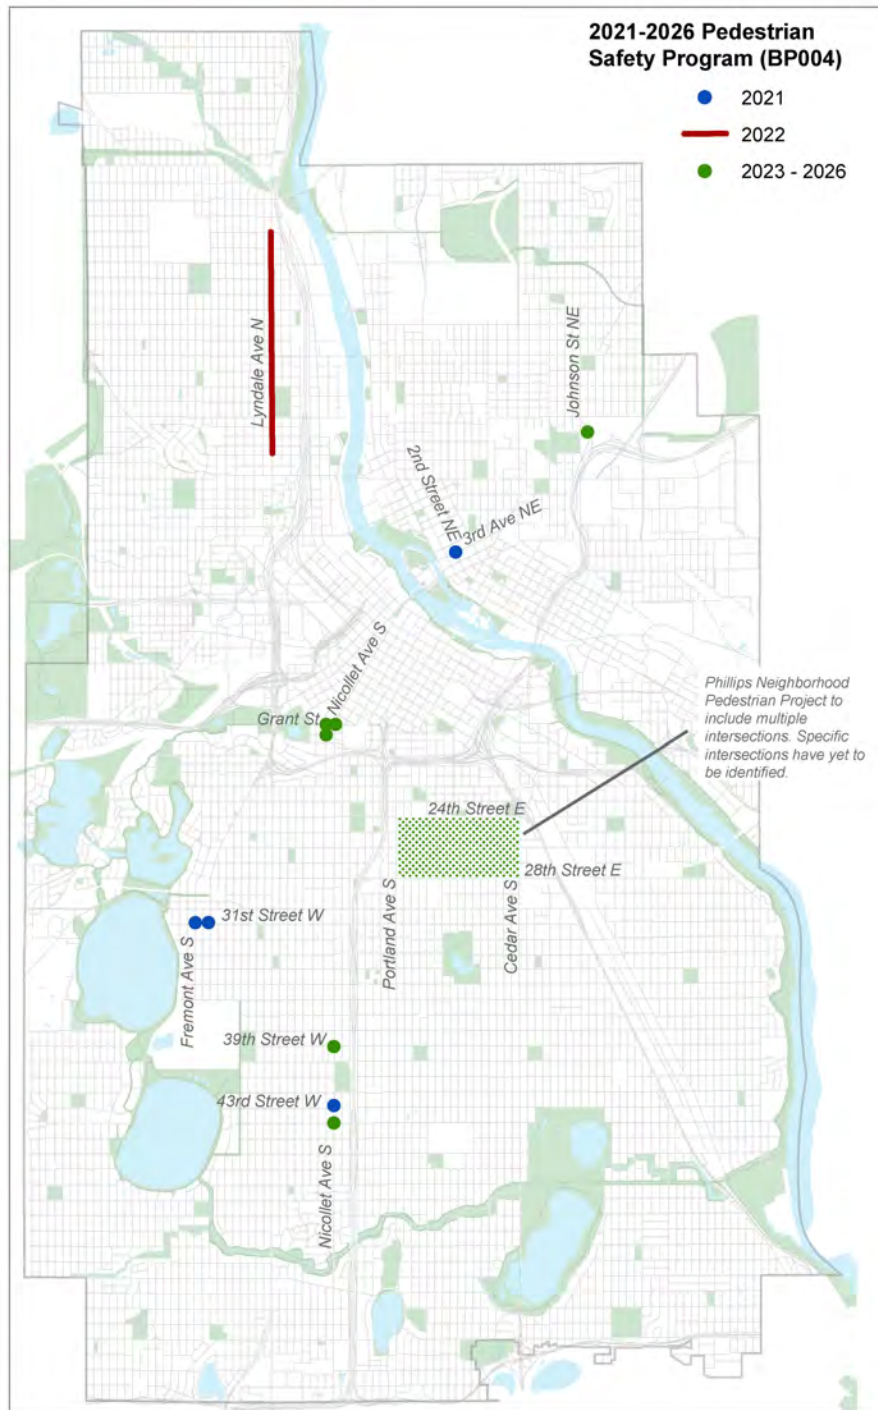 2021-2026 Pedestrian
Safety Program (BP004)
2021
2022
2023 - 2026
Lyndale Ave N
Johnson St NE
2nd Street NE
3rd Ave NE
Nicollet Ave S
Grant St
Phillips Neighborhood
Pedestrian Project to
include multiple
intersections. Specific
intersections have yet to
be identified.
24th Street E
28th Street E
Portland Ave S
Cedar Ave S
31st Street W
Fremont Ave S
39th Street W
43rd Street W
Nicollet Ave S